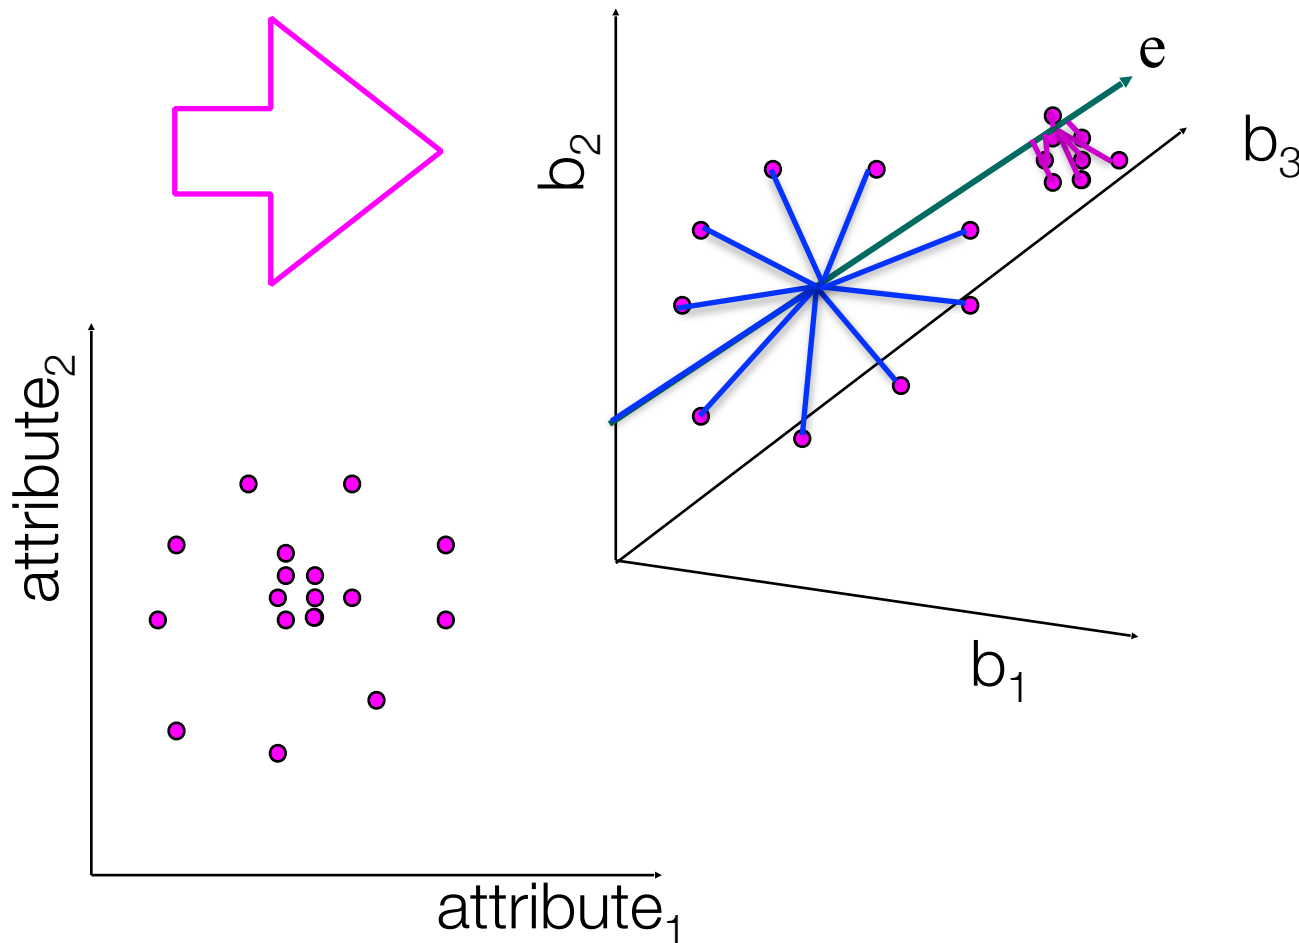 e
b₃
b₂
b₁
attribute₂
attribute₁